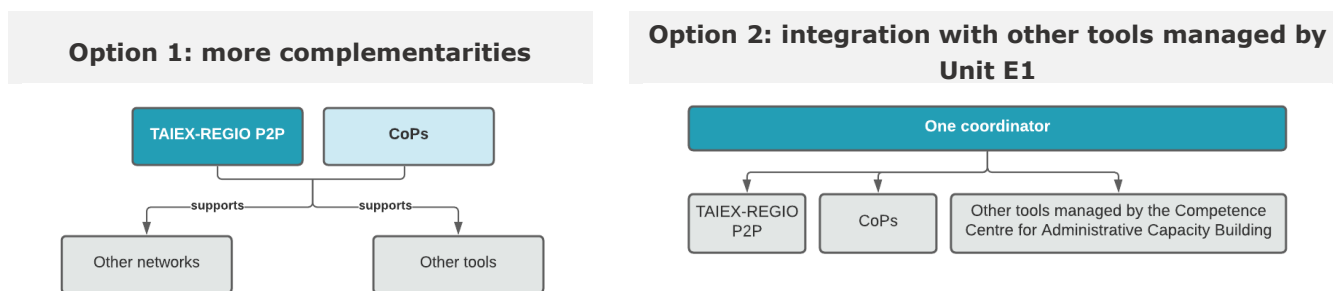 Option 1: more complementarities
TAIEX-REGIO P2P
CoPs
supports
supports
Other networks
Other tools
Option 2: integration with other tools managed by
Unit E1
One coordinator
TAIEX-REGIO
P2P
CoPs
Other tools managed by the Competence
Centre for Administrative Capacity Building